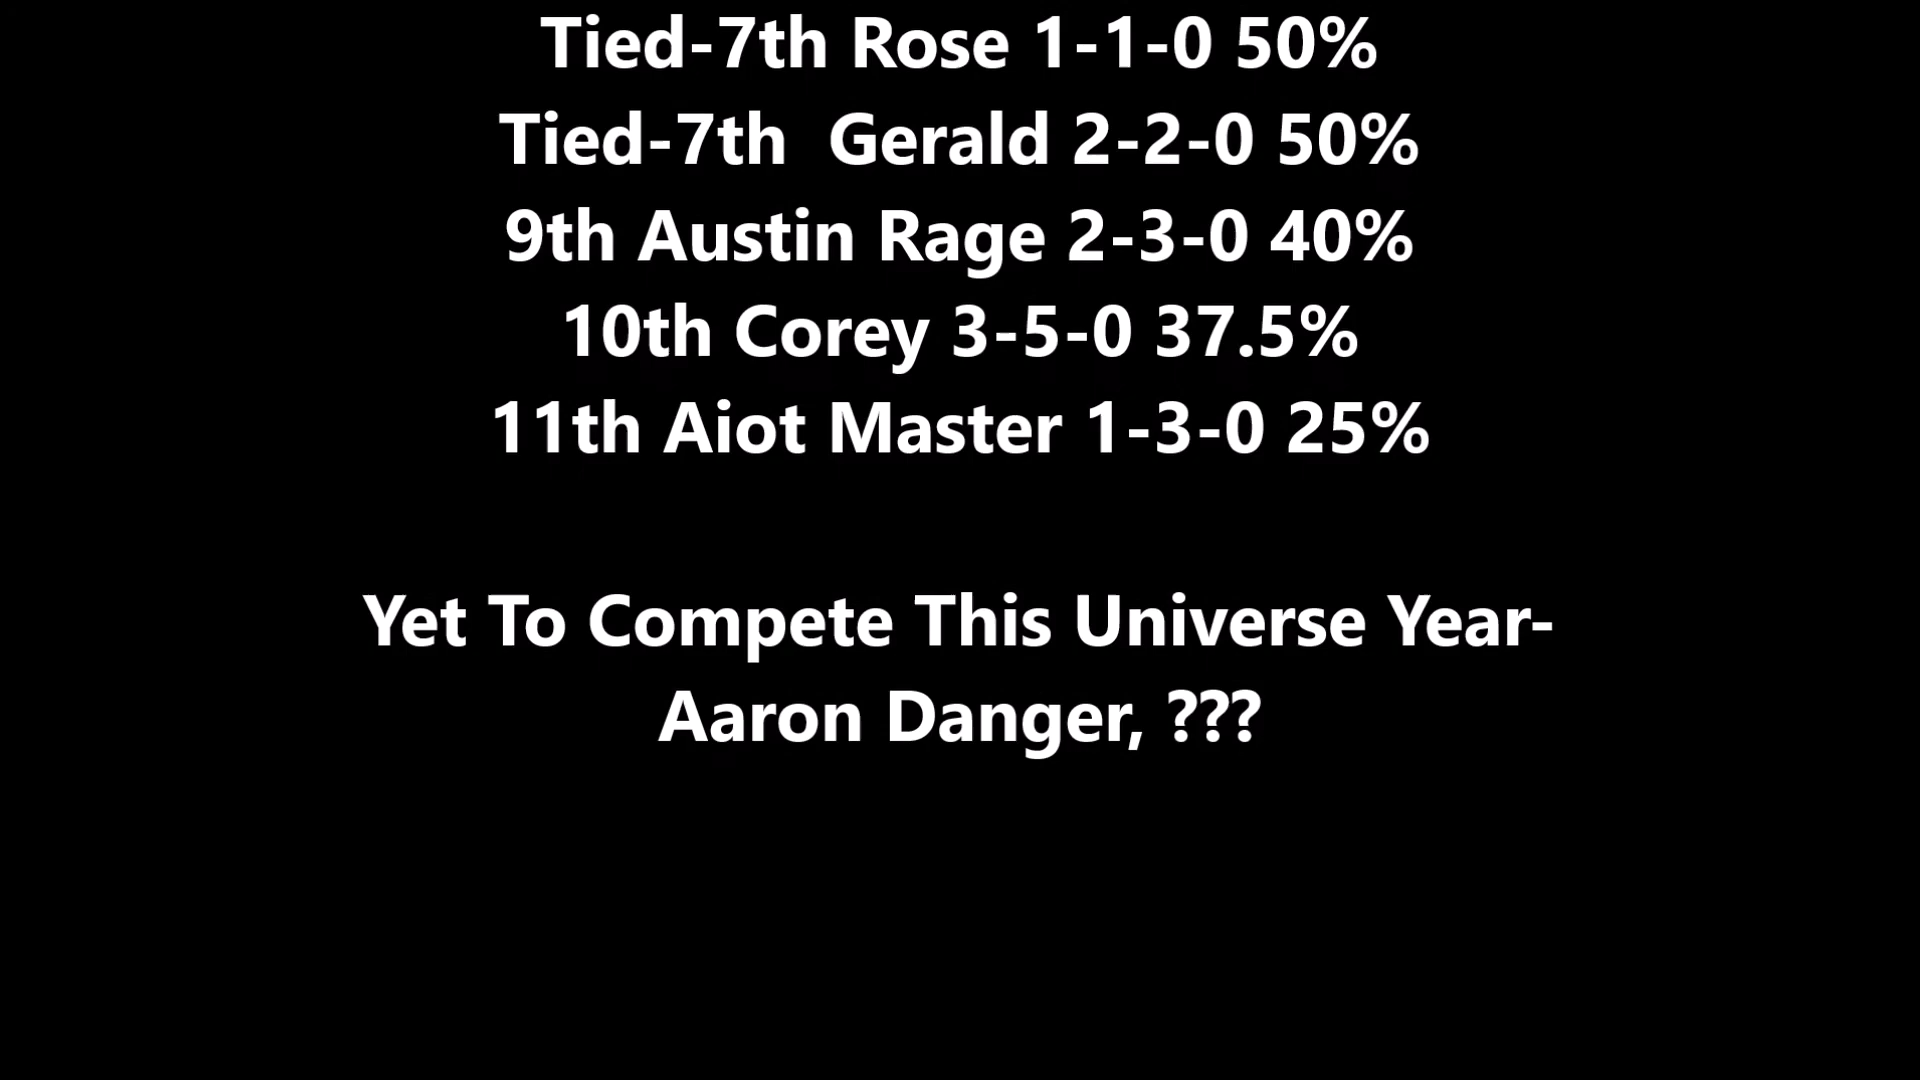 Tied-7th Rose 1-1-0 50%
Tied-7th  Gerald 2-2-0 50%
9th Austin Rage 2-3-0 40%
10th Corey 3-5-0 37.5%
11th Aiot Master 1-3-0 25%
Yet To Compete This Universe Year-
Aaron Danger, ???